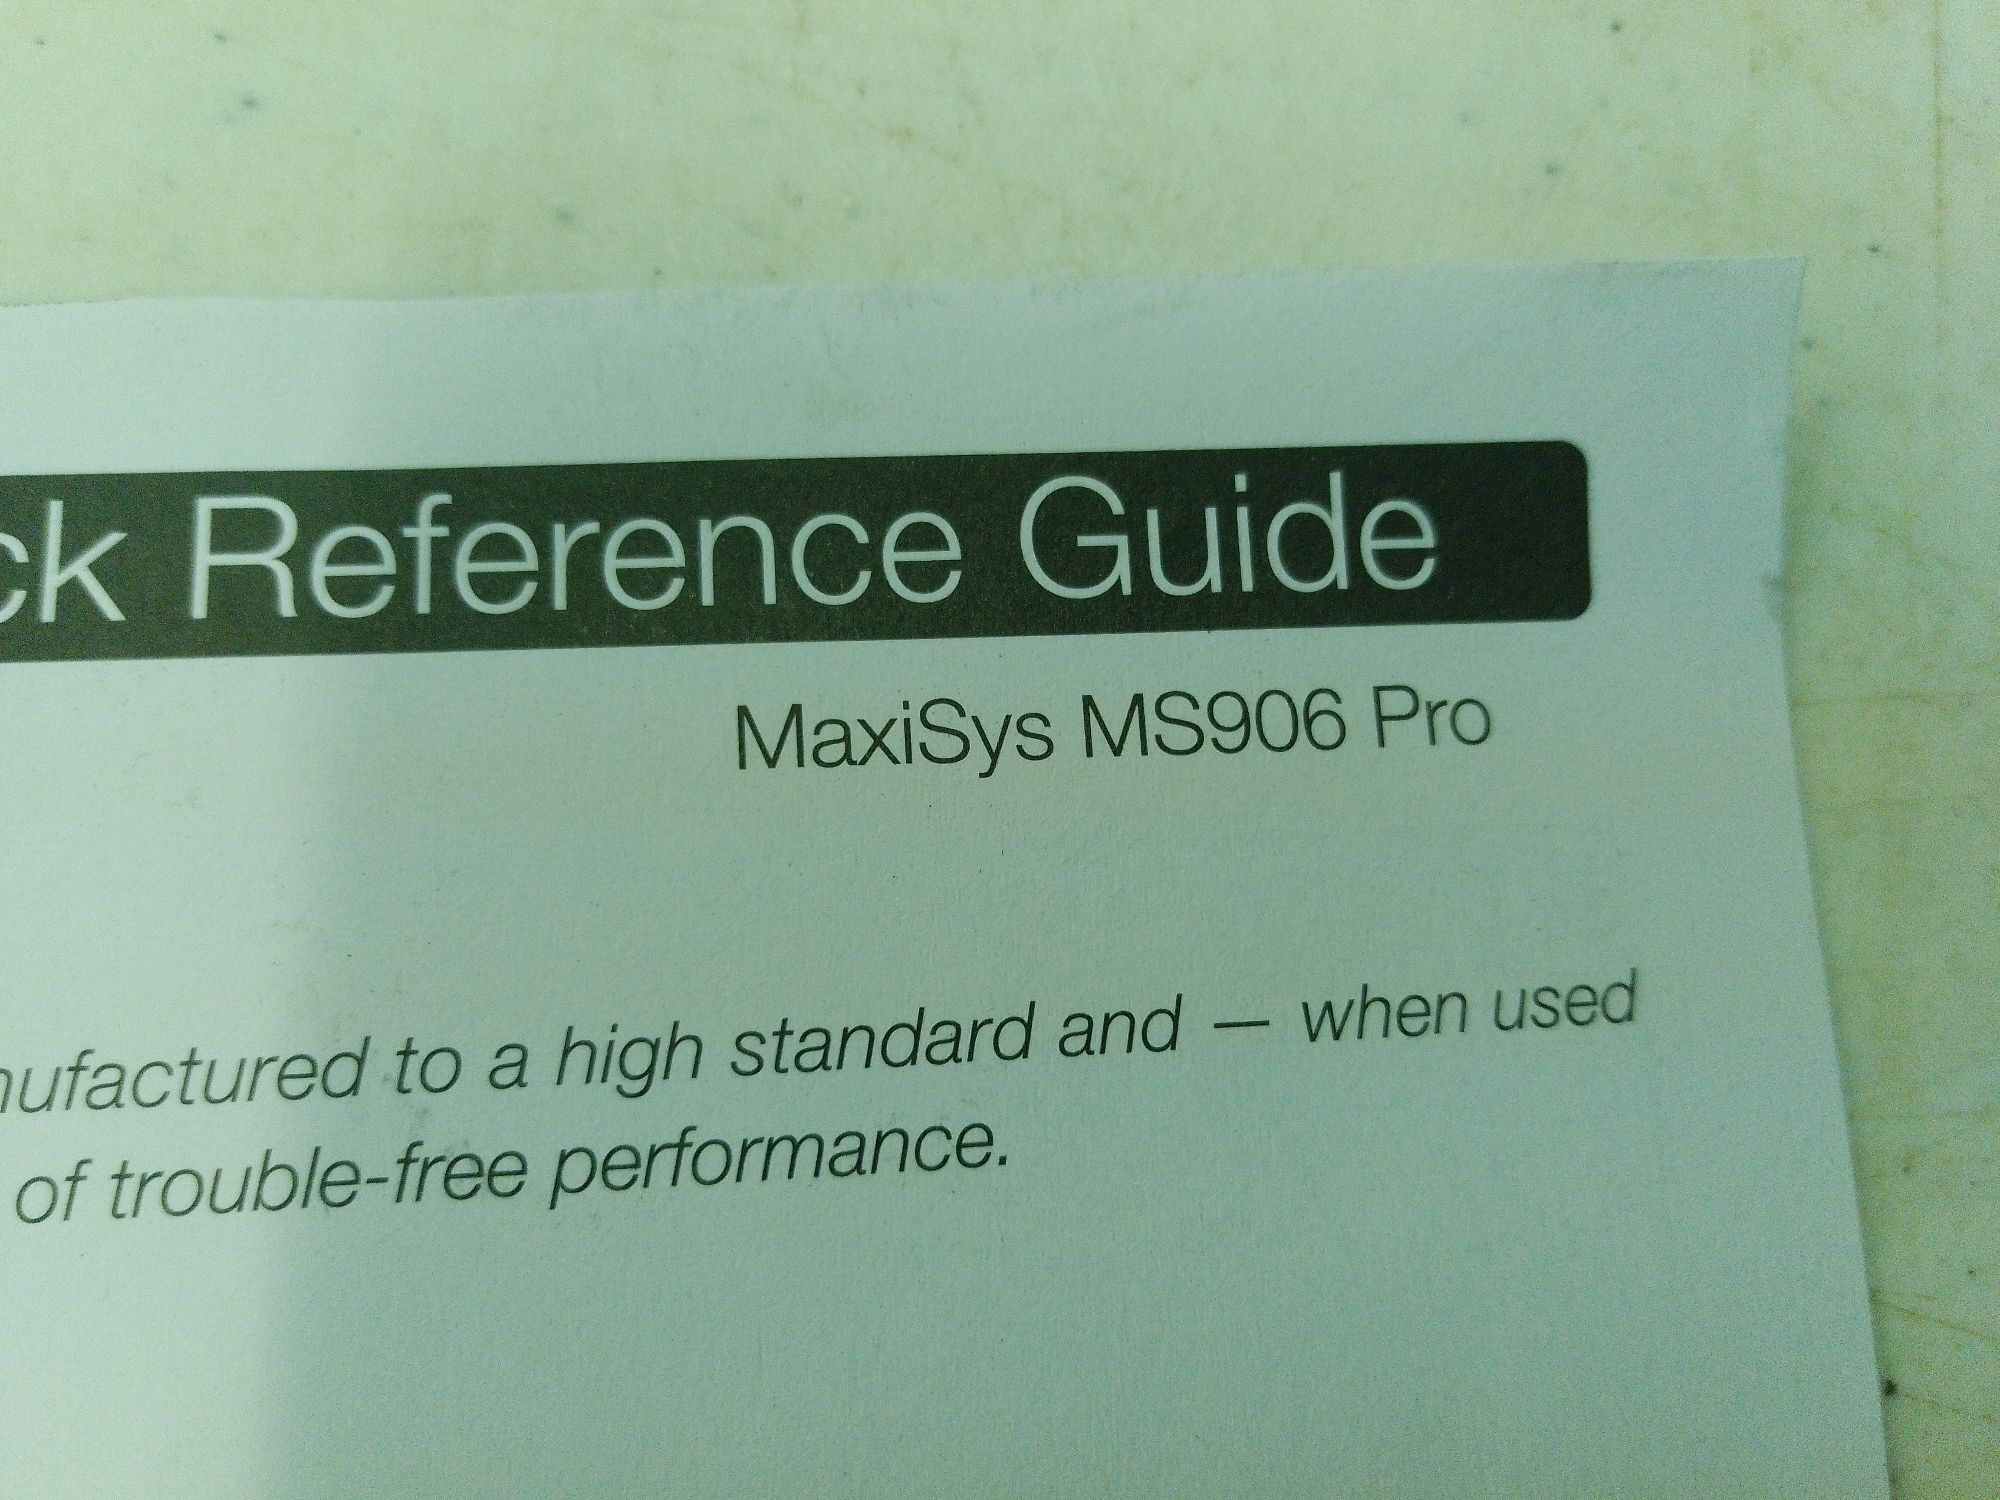 ck Reference Guide
MaxiSys MS906 Pro
nufactured to a high standard and — when used
of trouble-free performance.